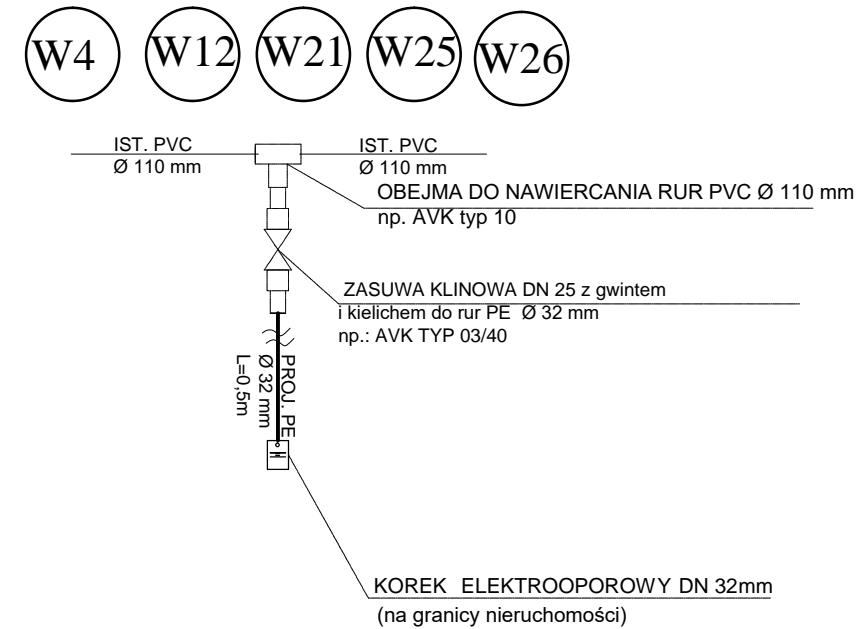 W4 W12 W21 W25 W26
IST. PVC
Ø 110 mm
IST. PVC
Ø 110 mm
OBEJMA DO NAWIERCANIA RUR PVC Ø 110 mm
np. AVK typ 10
ZASUWA KLINOWA DN 25 z gwintem
i kielichem do rur PE Ø 32 mm
np.: AVK TYP 03/40
PROJ. PE
Ø 32 mm
L=0,5m
KOREK ELEKTROOPOROWY DN 32mm
(na granicy nieruchomości)